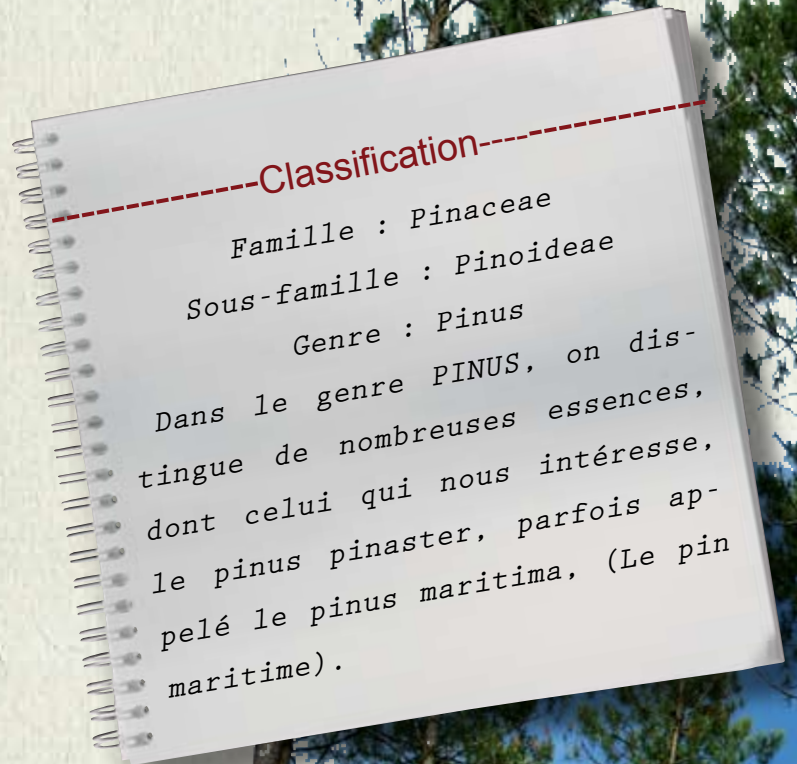 Classification
Famille : Pinaceae
Sous-famille : Pinoideae
Genre : Pinus
Dans le genre PINUS, on dis-
tingue de nombreuses essences,
dont celui qui nous intéresse,
le pinus pinaster, parfois ap-
pelé le pinus maritima, (Le pin
maritime).